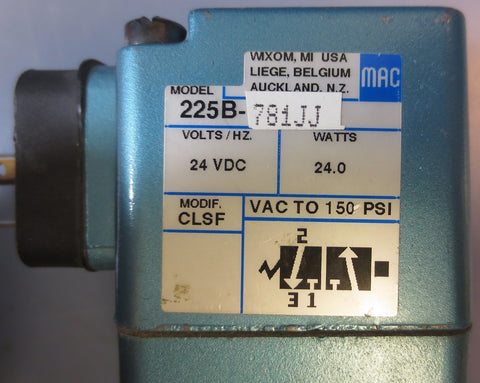 WIXOM, MI USA
LIEGE, BELGIUM
AUCKLAND, N.Z.
MAC
MODEL
225B-781JJ
VOLTS / HZ. WATTS
24 VDC 24.0
MODIF. VAC TO 150 PSI
CLSF
2
3 1